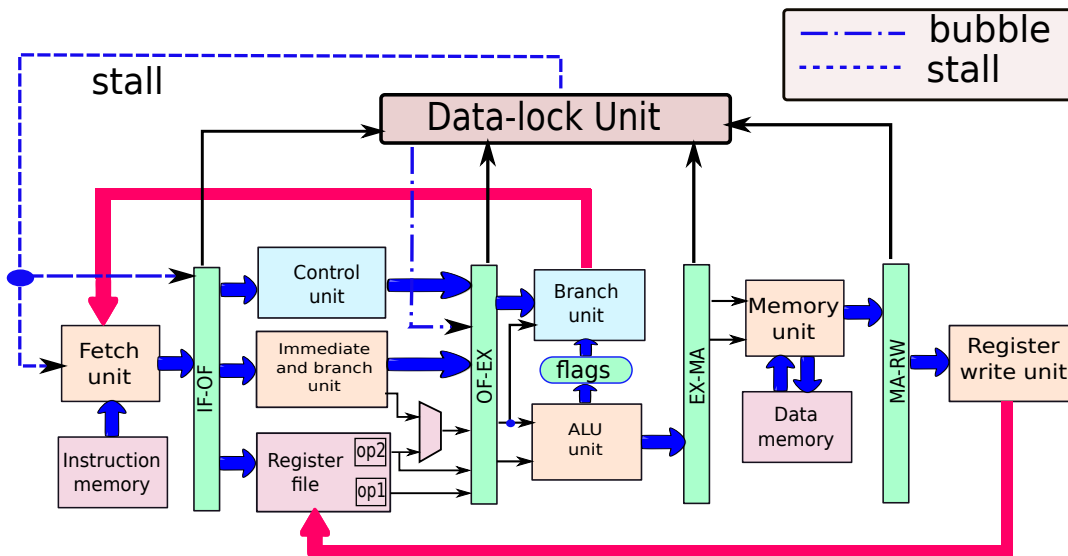 bubble
stall
stall
Data-lock Unit
Control
unit
Branch
unit
Memory
unit
Fetch
unit
Immediate
and branch
unit
flags
Register
write unit
IF-OF
OF-EX
EX-MA
MA-RW
Instruction
memory
Register
file
op2
op1
ALU
unit
Data
memory